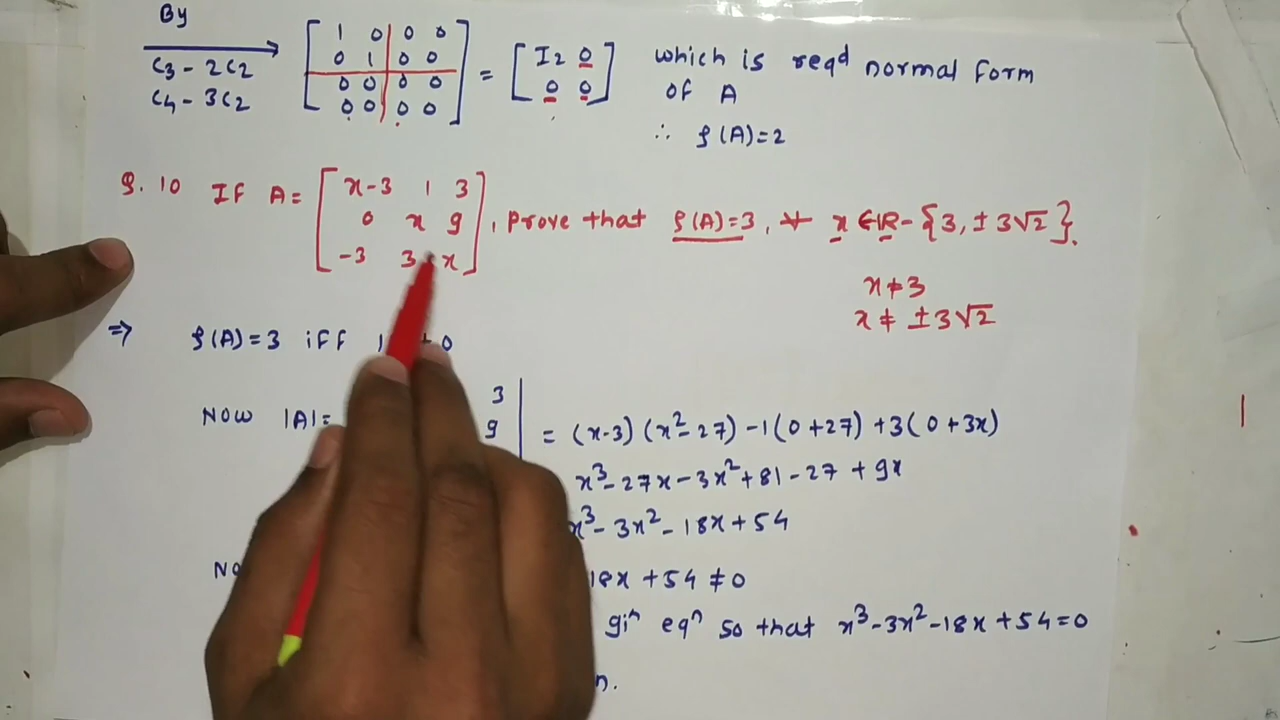 By
C3 - 2C2
C4 - 3C2
[ 1 0 0 0
0 1 0 0
0 0 0 0
0 0 0 0 ]
= [ I2 0
0 0 ]
which is reqd normal form
of A
∴ ρ(A)=2
Q. 10 If A= [ x-3 1 3
0 x 9
-3 3 x ]
, Prove that ρ(A)=3, ∀ x ∈ IR - {3, ± 3√2}.
x ≠ 3
x ≠ ± 3√2
⇒ ρ(A)=3 iff 0
Now |A|= 3
9
= (x-3) (x²-27) -1(0+27) +3(0+3x)
x³-27x-3x²+81-27+9x
x³-3x²-18x+54
18x+54 ≠ 0
giⁿ eqⁿ so that x³-3x²-18x+54=0
n.